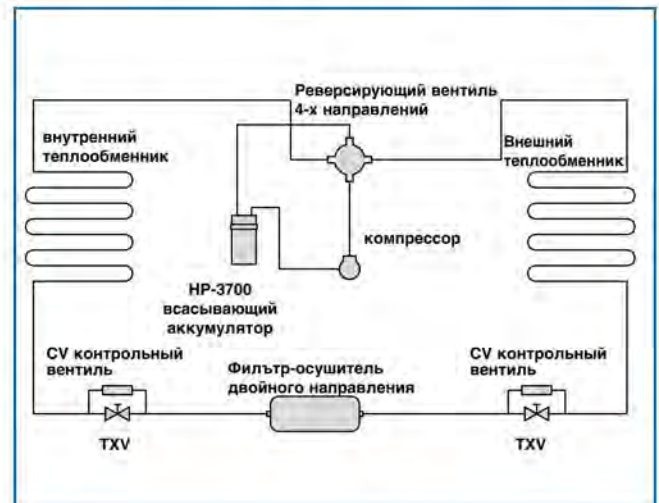 Реверсирующий вентиль
4-х направлений
внутренний
теплообменник
Внешний
теплообменник
компрессор
HP-3700
всасывающий
аккумулятор
CV контрольный
вентиль
Фильтр-осушитель
двойного направления
CV контрольный
вентиль
TXV
TXV